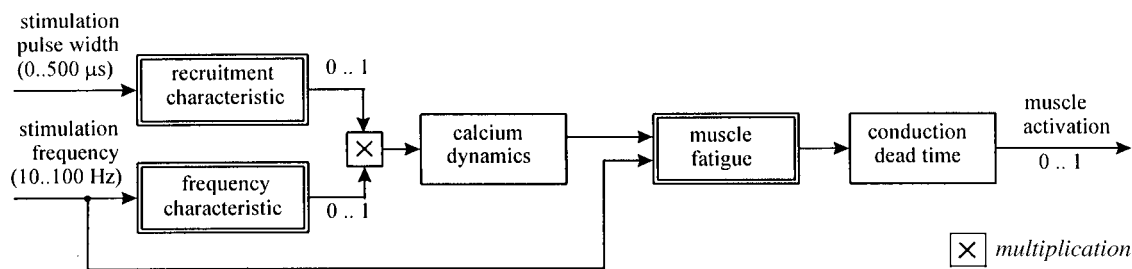 stimulation
pulse width
(0..500 µs)
recruitment
characteristic
0 .. 1
stimulation
frequency
(10..100 Hz)
frequency
characteristic
0 .. 1
×
calcium
dynamics
muscle
fatigue
conduction
dead time
muscle
activation
0 .. 1
× multiplication